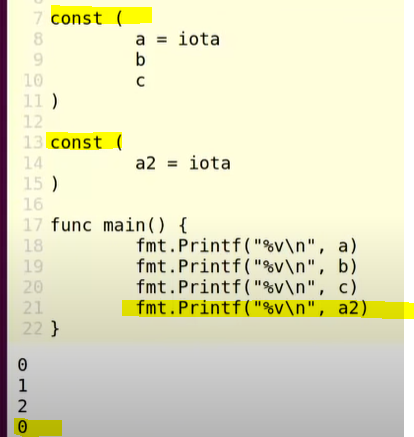 7 const (
8 a = iota
9 b
10 c
11 )
12
13 const (
14 a2 = iota
15 )
16
17 func main() {
18 fmt.Printf("%v\n", a)
19 fmt.Printf("%v\n", b)
20 fmt.Printf("%v\n", c)
21 fmt.Printf("%v\n", a2)
22 }
0
1
2
0